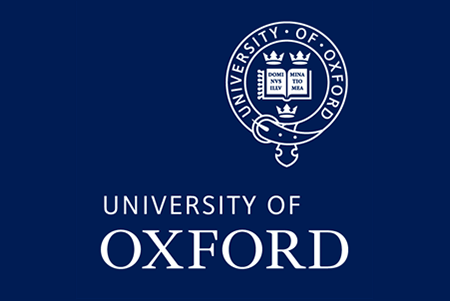 UNIVERSITY · OF · OXFORD
DOMI MINA
NVS TIO
ILLV MEA
UNIVERSITY OF
OXFORD